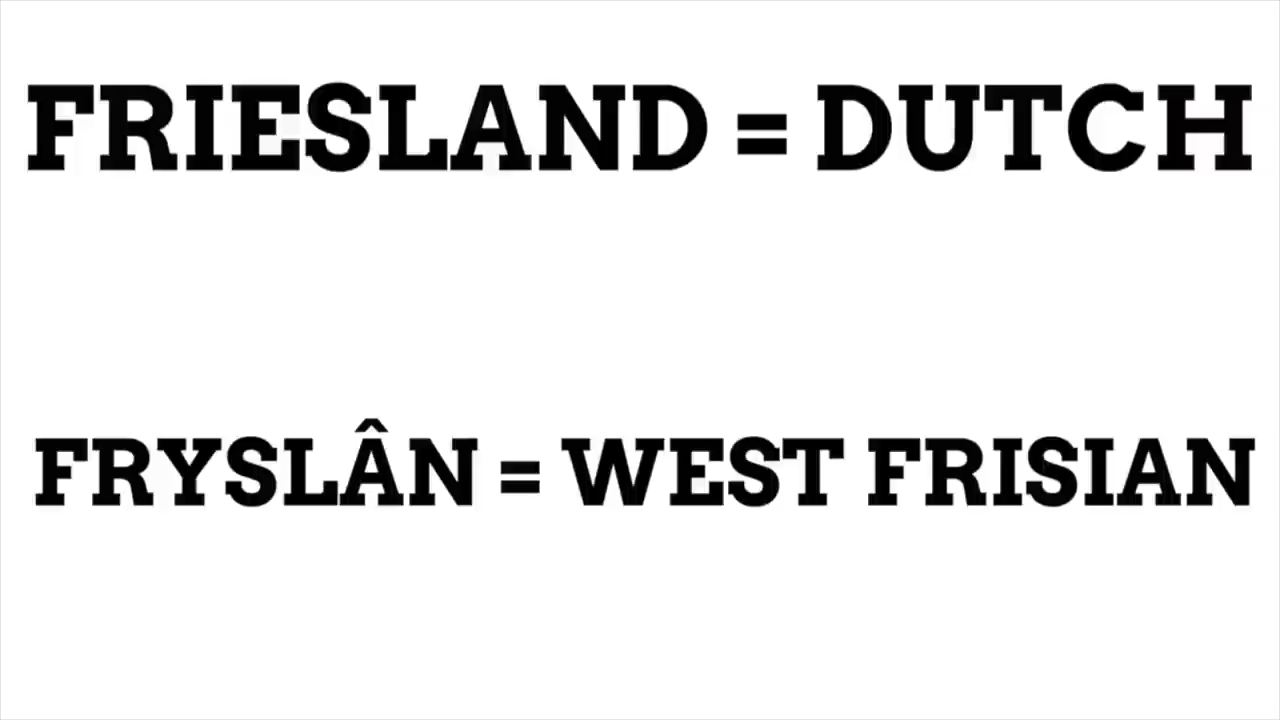 FRIESLAND = DUTCH
FRYSLÂN = WEST FRISIAN